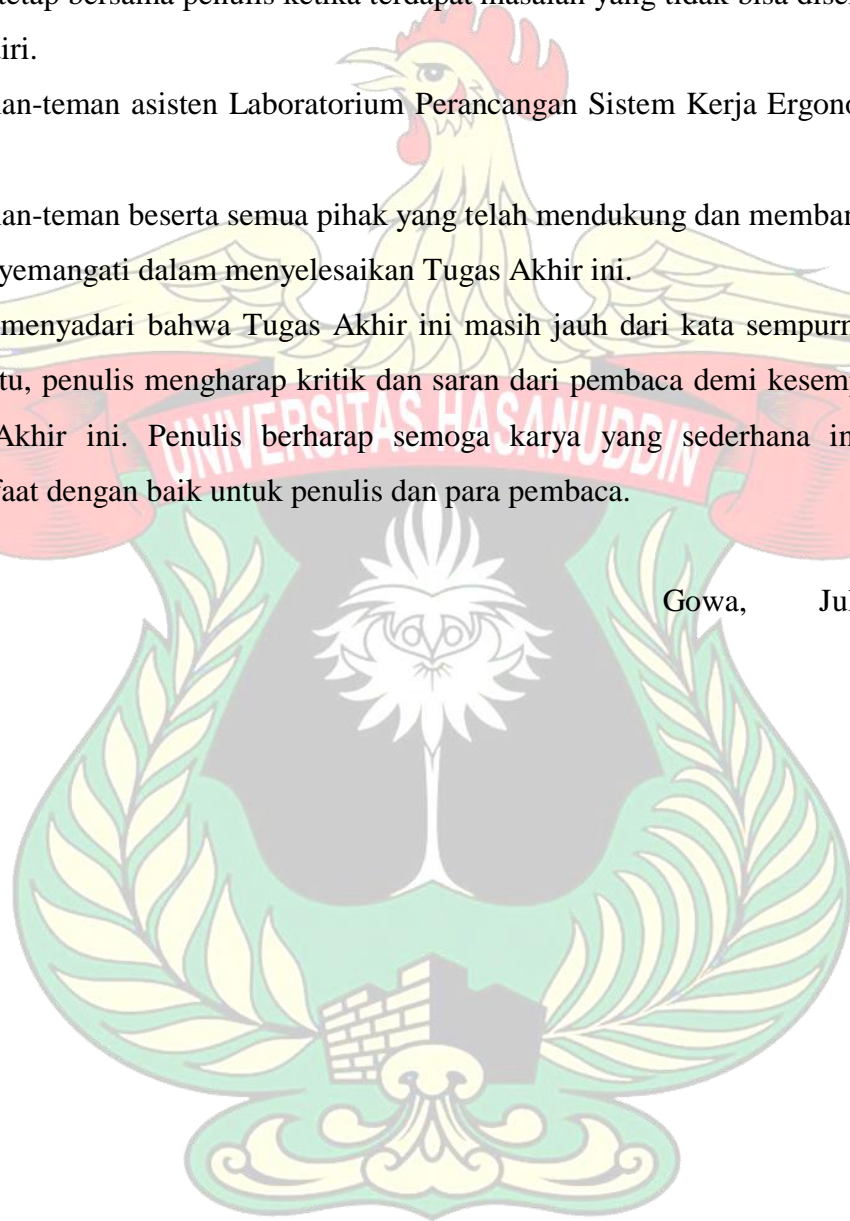 tetap bersama penulis ketika terdapat masalah yang tidak bisa
iri.
an-teman asisten Laboratorium Perancangan Sistem Kerja Ergono
an-teman beserta semua pihak yang telah mendukung dan memban
yemangati dalam menyelesaikan Tugas Akhir ini.
menyadari bahwa Tugas Akhir ini masih jauh dari kata sempurn
tu, penulis mengharap kritik dan saran dari pembaca demi kesemp
Akhir ini. Penulis berharap semoga karya yang sederhana in
UNIVERSITAS HASANUDDIN
faat dengan baik untuk penulis dan para pembaca.
Gowa, Jul